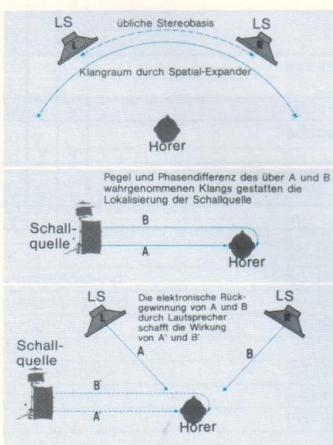 LS
übliche Stereobasis
LS
L
R
Klangraum durch Spatial-Expander
Hörer
Pegel und Phasendifferenz des über A und B
wahrgenommenen Klangs gestatten die
Lokalisierung der Schallquelle
B
Schall-
quelle
A
Hörer
LS
Die elektronische Rück-
gewinnung von A und B
durch Lautsprecher
schafft die Wirkung
von A' und B'
LS
L
R
Schall-
quelle
A
B
B'
A'
Hörer